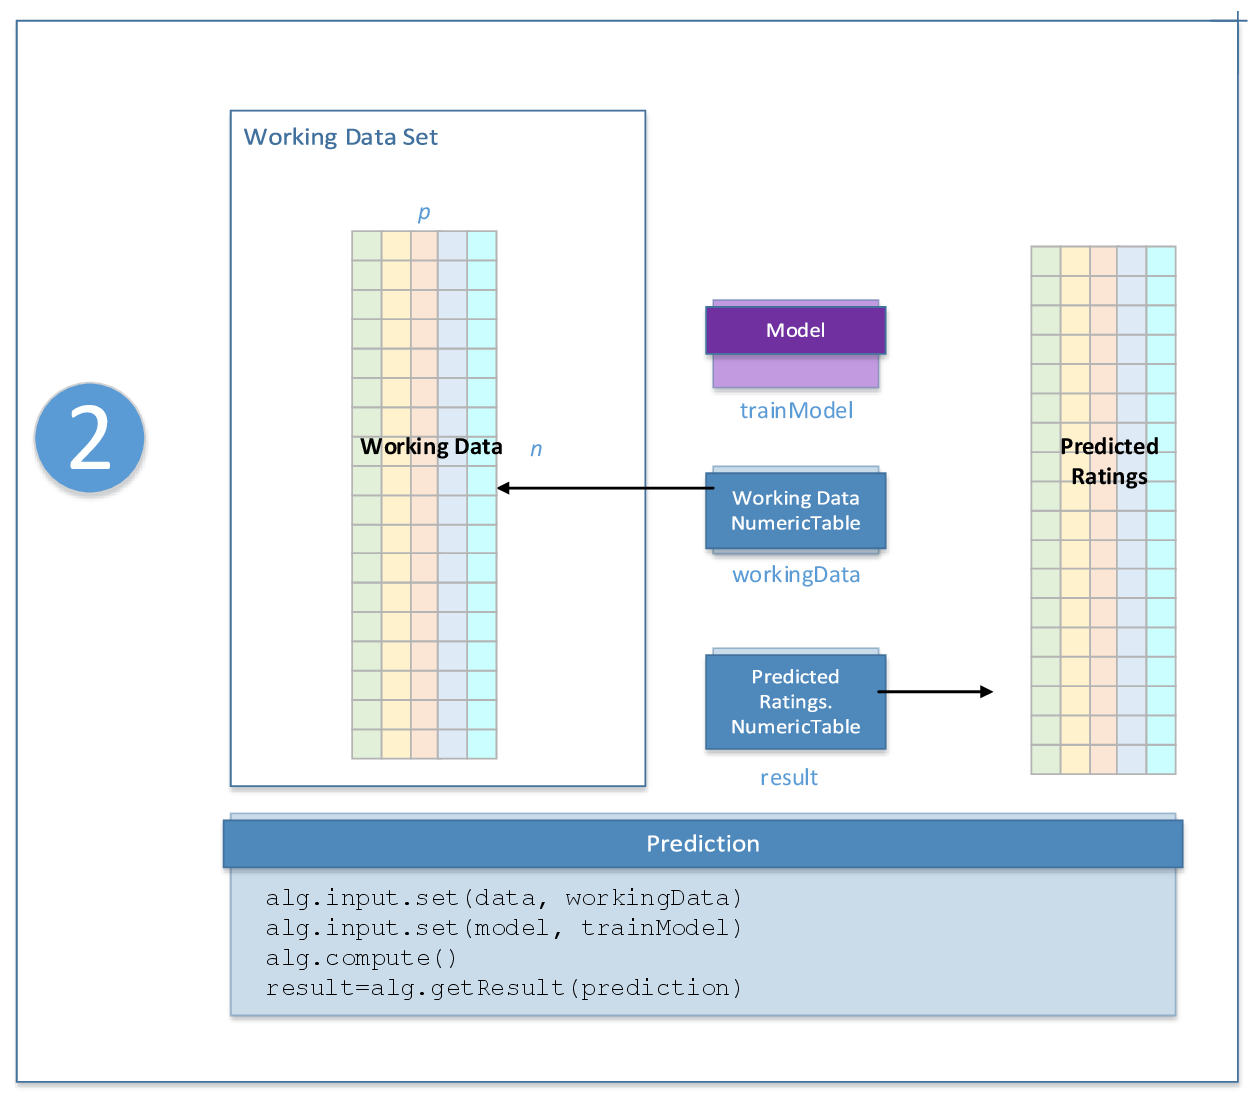 Working Data Set
p
Model
trainModel
2
Working Data
n
Predicted
Ratings
Working Data
NumericTable
workingData
Predicted
Ratings.
NumericTable
result
Prediction
alg.input.set(data, workingData)
alg.input.set(model, trainModel)
alg.compute()
result=alg.getResult(prediction)